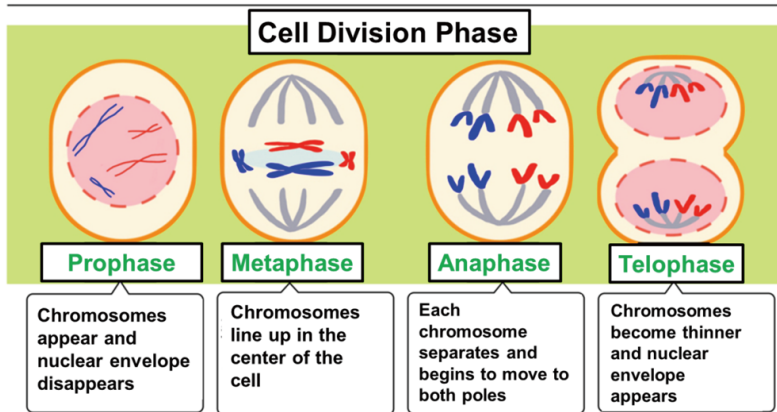 Cell Division Phase
Prophase
Metaphase
Anaphase
Telophase
Chromosomes
appear and
nuclear envelope
disappears
Chromosomes
line up in the
center of the
cell
Each
chromosome
separates and
begins to move to
both poles
Chromosomes
become thinner
and nuclear
envelope
appears